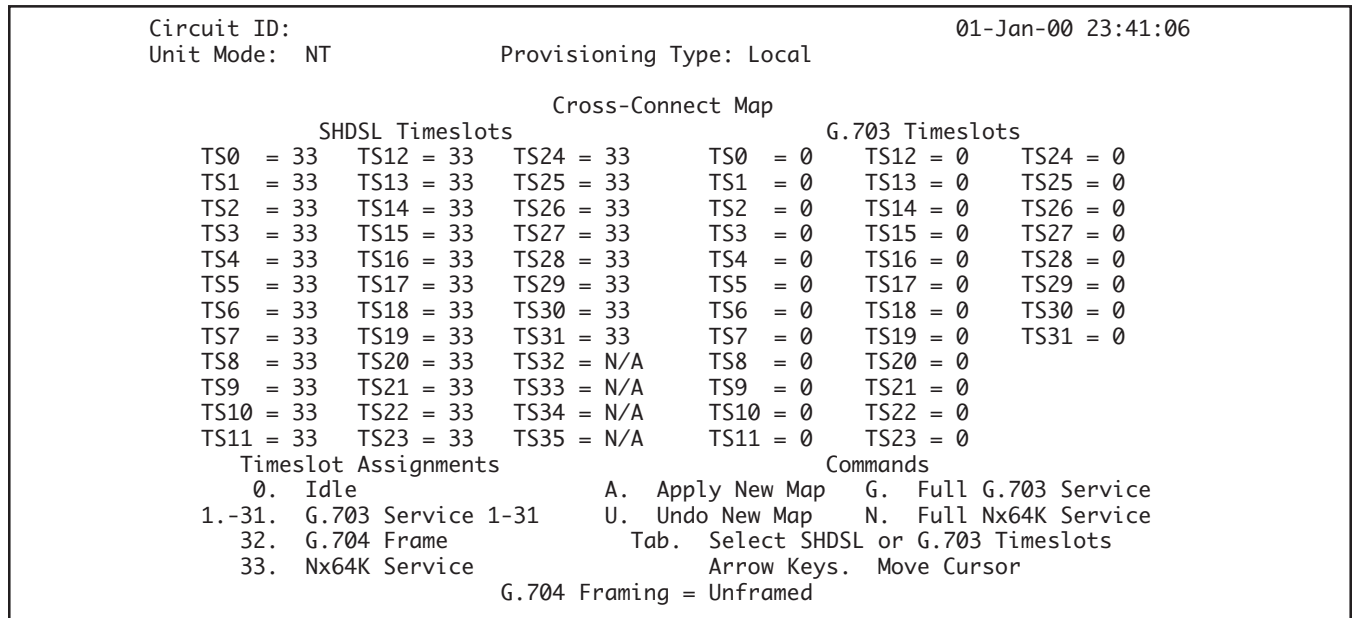 Circuit ID: 01-Jan-00 23:41:06
Unit Mode: NT Provisioning Type: Local
Cross-Connect Map
SHDSL Timeslots G.703 Timeslots
TS0 = 33 TS12 = 33 TS24 = 33 TS0 = 0 TS12 = 0 TS24 = 0
TS1 = 33 TS13 = 33 TS25 = 33 TS1 = 0 TS13 = 0 TS25 = 0
TS2 = 33 TS14 = 33 TS26 = 33 TS2 = 0 TS14 = 0 TS26 = 0
TS3 = 33 TS15 = 33 TS27 = 33 TS3 = 0 TS15 = 0 TS27 = 0
TS4 = 33 TS16 = 33 TS28 = 33 TS4 = 0 TS16 = 0 TS28 = 0
TS5 = 33 TS17 = 33 TS29 = 33 TS5 = 0 TS17 = 0 TS29 = 0
TS6 = 33 TS18 = 33 TS30 = 33 TS6 = 0 TS18 = 0 TS30 = 0
TS7 = 33 TS19 = 33 TS31 = 33 TS7 = 0 TS19 = 0 TS31 = 0
TS8 = 33 TS20 = 33 TS32 = N/A TS8 = 0 TS20 = 0
TS9 = 33 TS21 = 33 TS33 = N/A TS9 = 0 TS21 = 0
TS10 = 33 TS22 = 33 TS34 = N/A TS10 = 0 TS22 = 0
TS11 = 33 TS23 = 33 TS35 = N/A TS11 = 0 TS23 = 0
Timeslot Assignments Commands
0. Idle A. Apply New Map G. Full G.703 Service
1.-31. G.703 Service 1-31 U. Undo New Map N. Full Nx64K Service
32. G.704 Frame Tab. Select SHDSL or G.703 Timeslots
33. Nx64K Service Arrow Keys. Move Cursor
G.704 Framing = Unframed